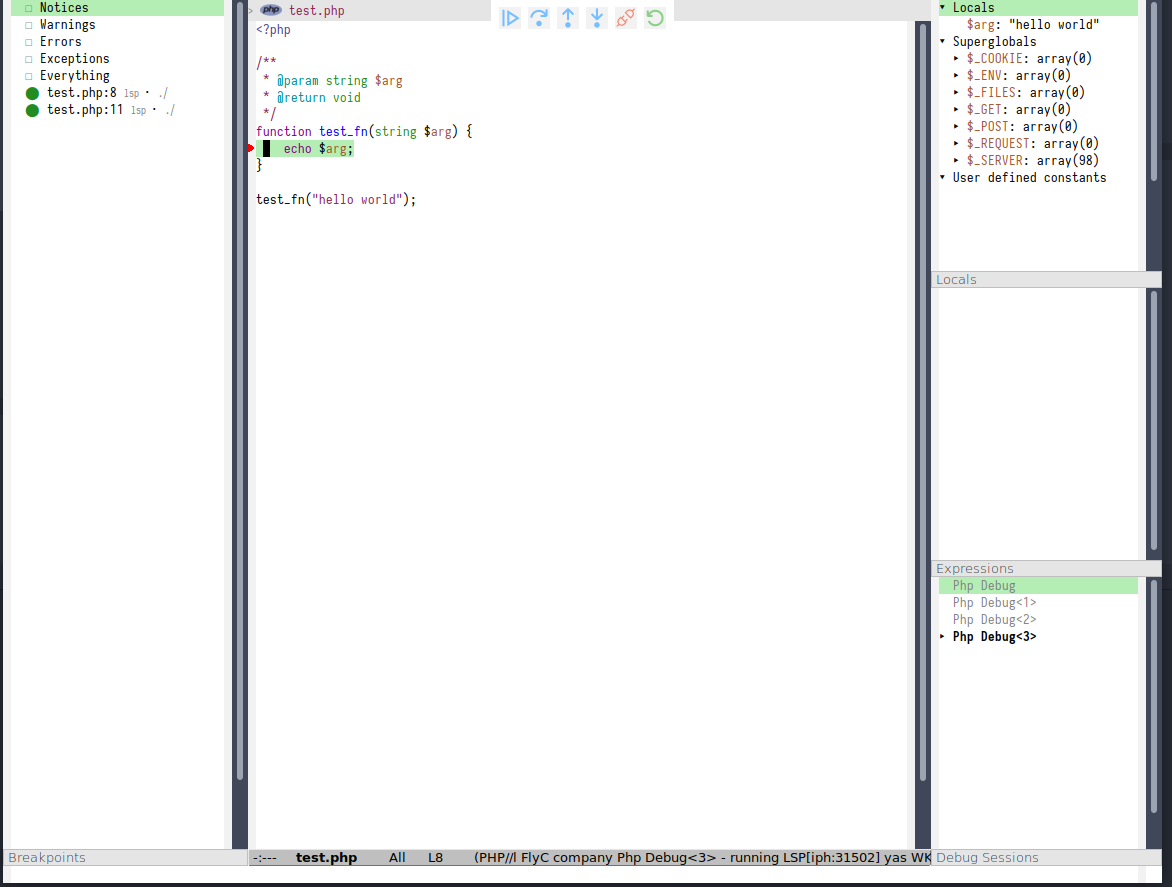 Notices
Warnings
Errors
Exceptions
Everything
test.php:8 lsp · ./
test.php:11 lsp · ./
Breakpoints
php test.php
<?php
/**
 * @param string $arg
 * @return void
 */
function test_fn(string $arg) {
    echo $arg;
}
test_fn("hello world");
-:--- test.php All L8 (PHP//l FlyC company Php Debug<3> - running LSP[iph:31502] yas WK
Locals
$arg: "hello world"
Superglobals
$_COOKIE: array(0)
$_ENV: array(0)
$_FILES: array(0)
$_GET: array(0)
$_POST: array(0)
$_REQUEST: array(0)
$_SERVER: array(98)
User defined constants
Locals
Expressions
Php Debug
Php Debug<1>
Php Debug<2>
Php Debug<3>
Debug Sessions